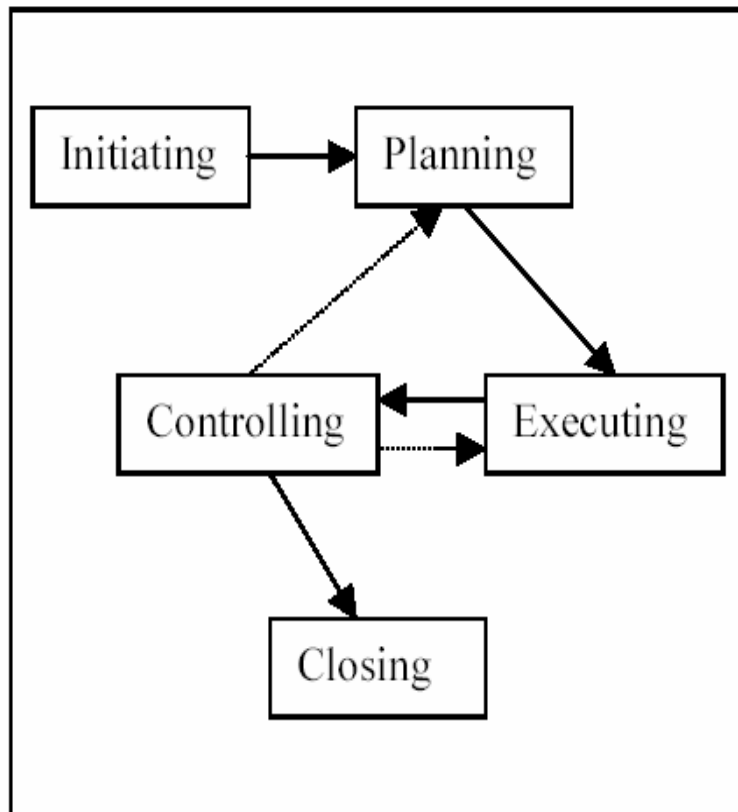 Initiating
Planning
Controlling
Executing
Closing